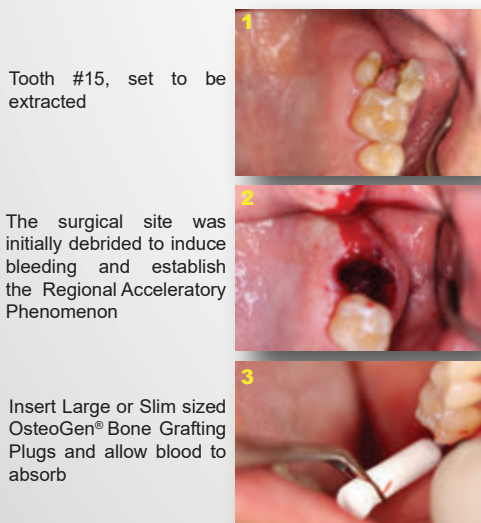 1
Tooth #15, set to be
extracted
2
The surgical site was
initially debrided to induce
bleeding and establish
the Regional Acceleratory
Phenomenon
3
Insert Large or Slim sized
OsteoGen® Bone Grafting
Plugs and allow blood to
absorb